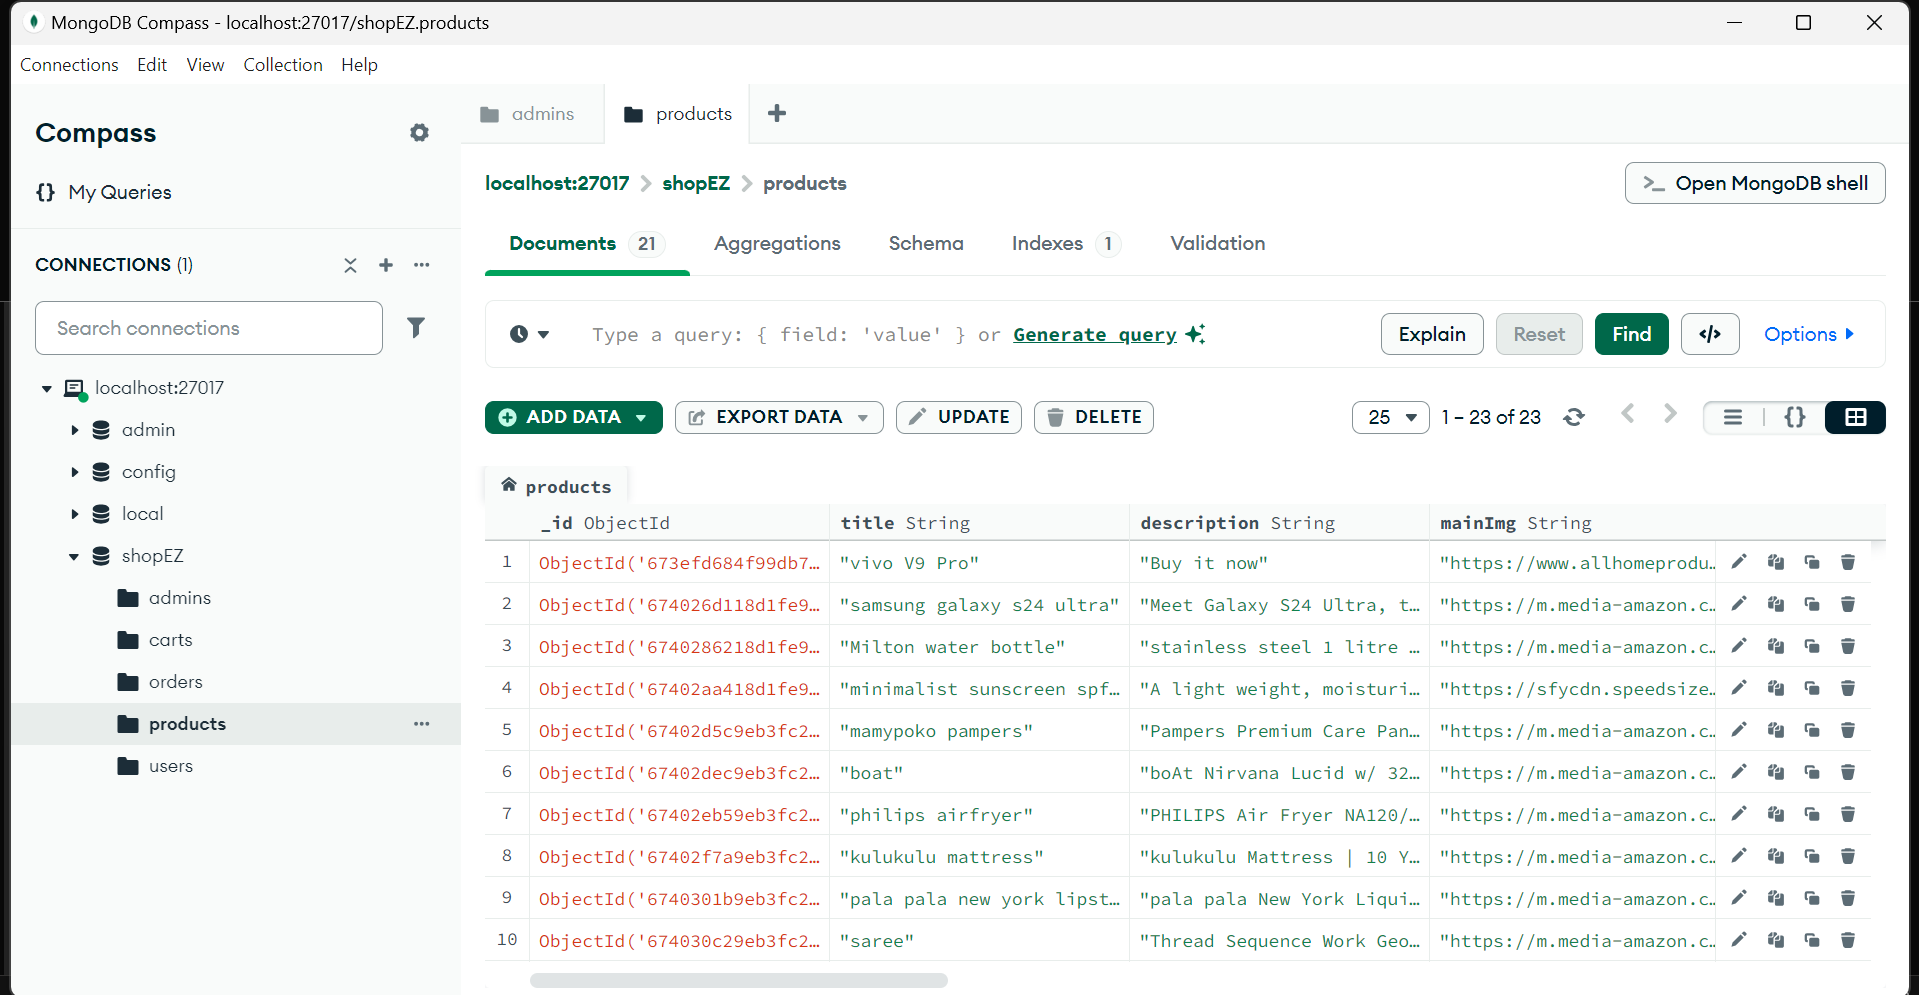 MongoDB Compass - localhost:27017/shopEZ.products
Connections Edit View Collection Help
Compass
My Queries
CONNECTIONS (1)
Search connections
localhost:27017
admin
config
local
shopEZ
admins
carts
orders
products
users
admins products
localhost:27017 shopEZ products
>_ Open MongoDB shell
Documents 21 Aggregations Schema Indexes 1 Validation
Type a query: { field: 'value' } or Generate query Explain Reset Find </> Options
ADD DATA EXPORT DATA UPDATE DELETE 25 1 – 23 of 23 {}
products
_id ObjectId title String description String mainImg String
1 ObjectId('673efd684f99db7… "vivo V9 Pro" "Buy it now" "https://www.allhomeprodu…
2 ObjectId('674026d118d1fe9… "samsung galaxy s24 ultra" "Meet Galaxy S24 Ultra, t… "https://m.media-amazon.c…
3 ObjectId('6740286218d1fe9… "Milton water bottle" "stainless steel 1 litre … "https://m.media-amazon.c…
4 ObjectId('67402aa418d1fe9… "minimalist sunscreen spf… "A light weight, moisturi… "https://sfycdn.speedsize…
5 ObjectId('67402d5c9eb3fc2… "mamypoko pampers" "Pampers Premium Care Pan… "https://m.media-amazon.c…
6 ObjectId('67402dec9eb3fc2… "boat" "boAt Nirvana Lucid w/ 32… "https://m.media-amazon.c…
7 ObjectId('67402eb59eb3fc2… "philips airfryer" "PHILIPS Air Fryer NA120/… "https://m.media-amazon.c…
8 ObjectId('67402f7a9eb3fc2… "kulukulu mattress" "kulukulu Mattress | 10 Y… "https://m.media-amazon.c…
9 ObjectId('6740301b9eb3fc2… "pala pala new york lipst… "pala pala New York Liqui… "https://m.media-amazon.c…
10 ObjectId('674030c29eb3fc2… "saree" "Thread Sequence Work Geo… "https://m.media-amazon.c…